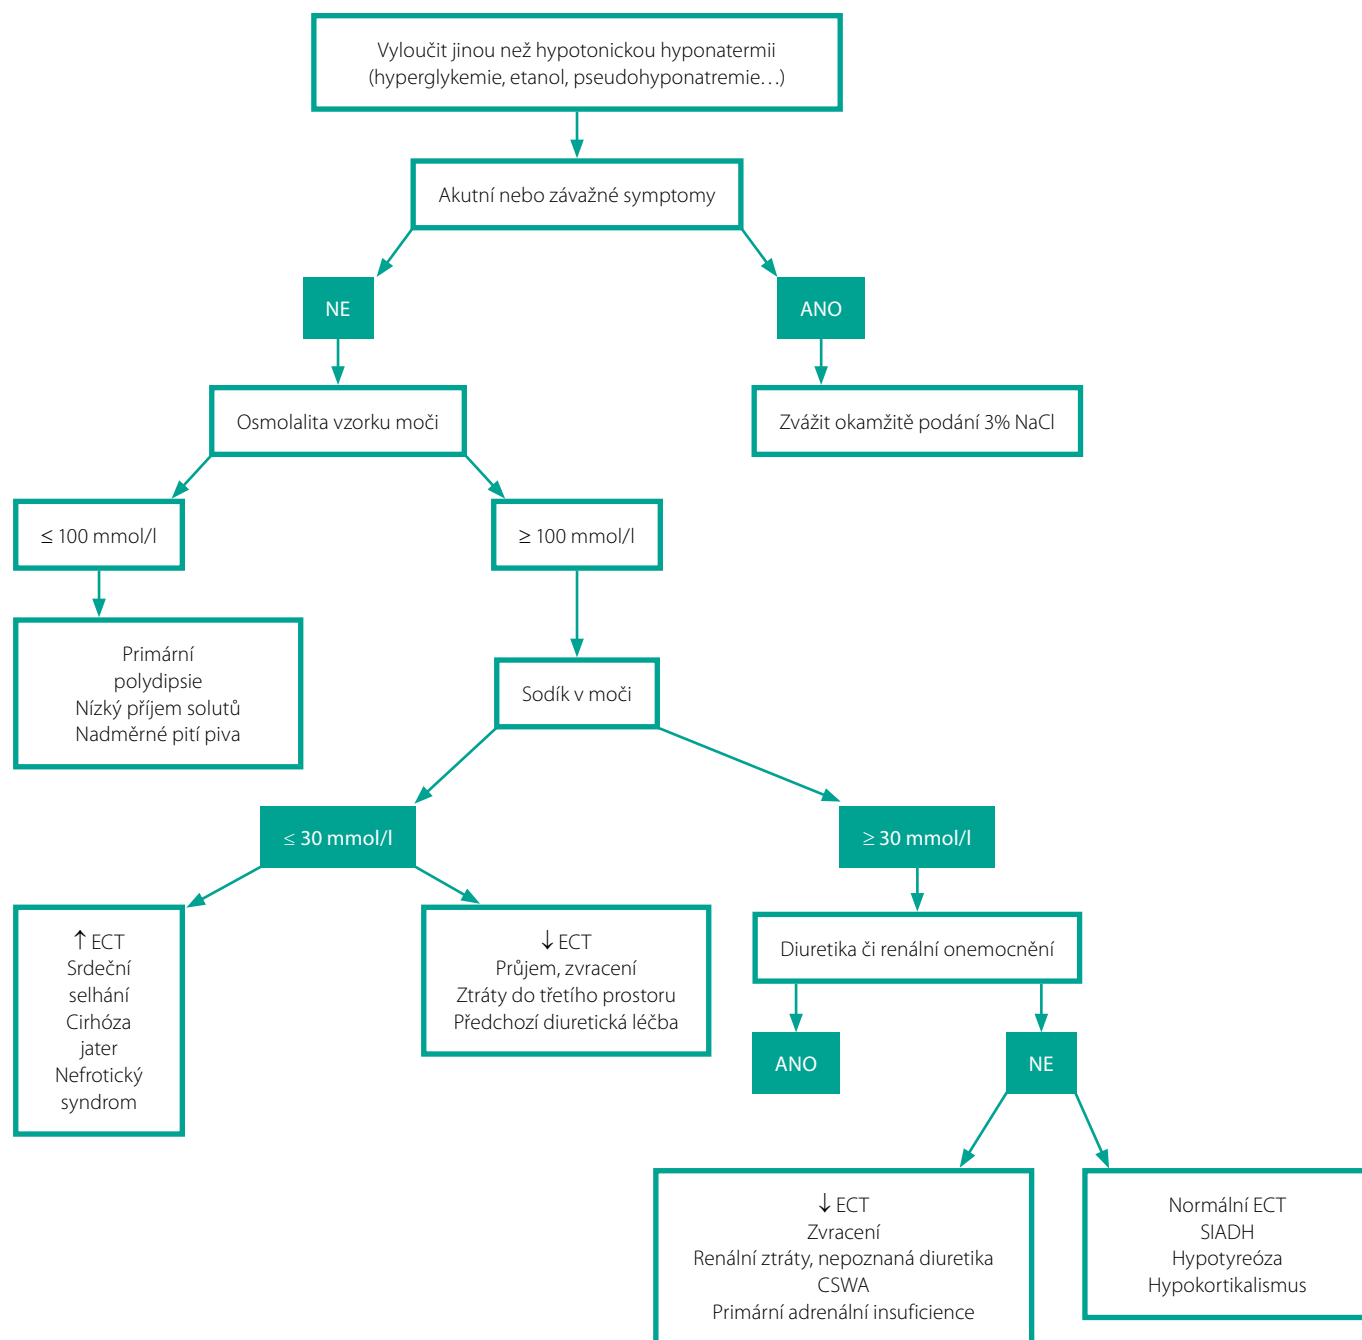 Vyloučit jinou než hypotonickou hyponatermii
(hyperglykemie, etanol, pseudohyponatremie…)
Akutní nebo závažné symptomy
NE
ANO
Osmolalita vzorku moči
Zvážit okamžitě podání 3% NaCl
≤ 100 mmol/l
≥ 100 mmol/l
Primární
polydipsie
Nízký příjem solutů
Nadměrné pití piva
Sodík v moči
≤ 30 mmol/l
≥ 30 mmol/l
↑ ECT
Srdeční
selhání
Cirhóza
jater
Nefrotický
syndrom
↓ ECT
Průjem, zvracení
Ztráty do třetího prostoru
Předchozí diuretická léčba
Diuretika či renální onemocnění
ANO
NE
↓ ECT
Zvracení
Renální ztráty, nepoznaná diuretika
CSWA
Primární adrenální insuficience
Normální ECT
SIADH
Hypotyreóza
Hypokortikalismus